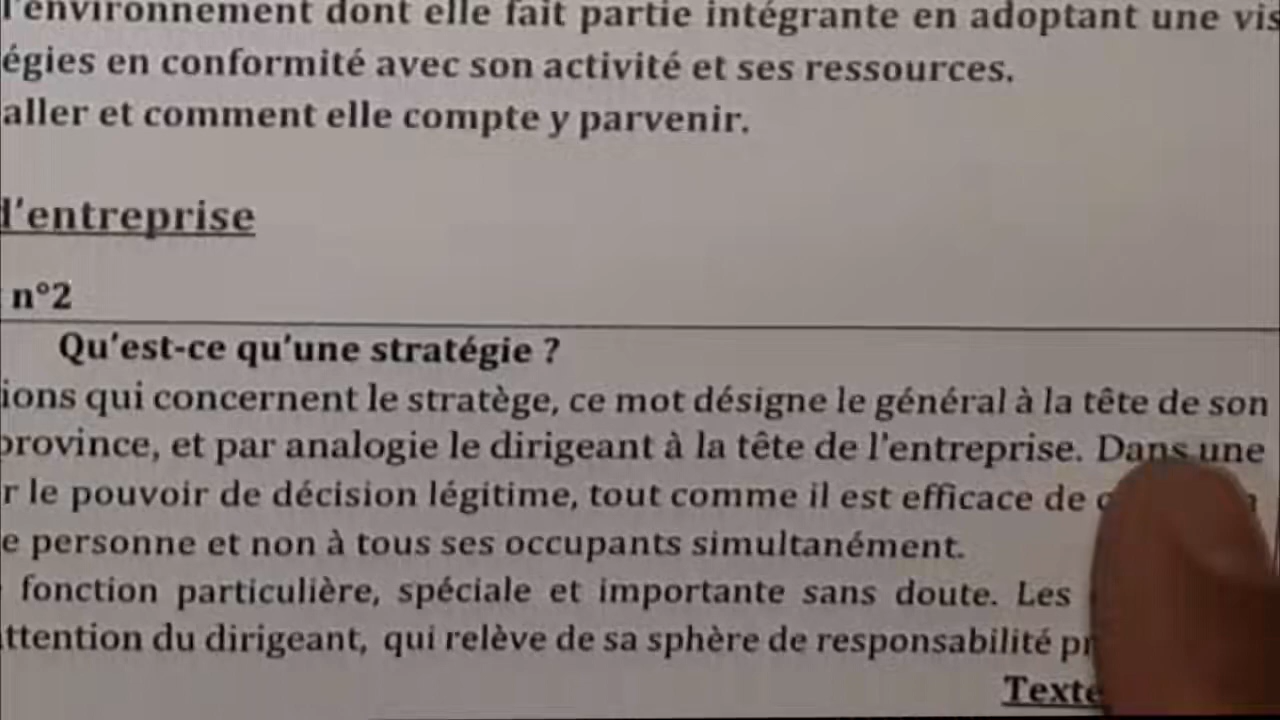 l'environnement dont elle fait partie intégrante en adoptant une
égies en conformité avec son activité et ses ressources.
aller et comment elle compte y parvenir.
l'entreprise
n°2
Qu'est-ce qu'une stratégie ?
ions qui concernent le stratège, ce mot désigne le général à la tête de son
province, et par analogie le dirigeant à la tête de l'entreprise. Dans une
r le pouvoir de décision légitime, tout comme il est efficace de
e personne et non à tous ses occupants simultanément.
fonction particulière, spéciale et importante sans doute. Les
ttention du dirigeant, qui relève de sa sphère de responsabilité
Texte